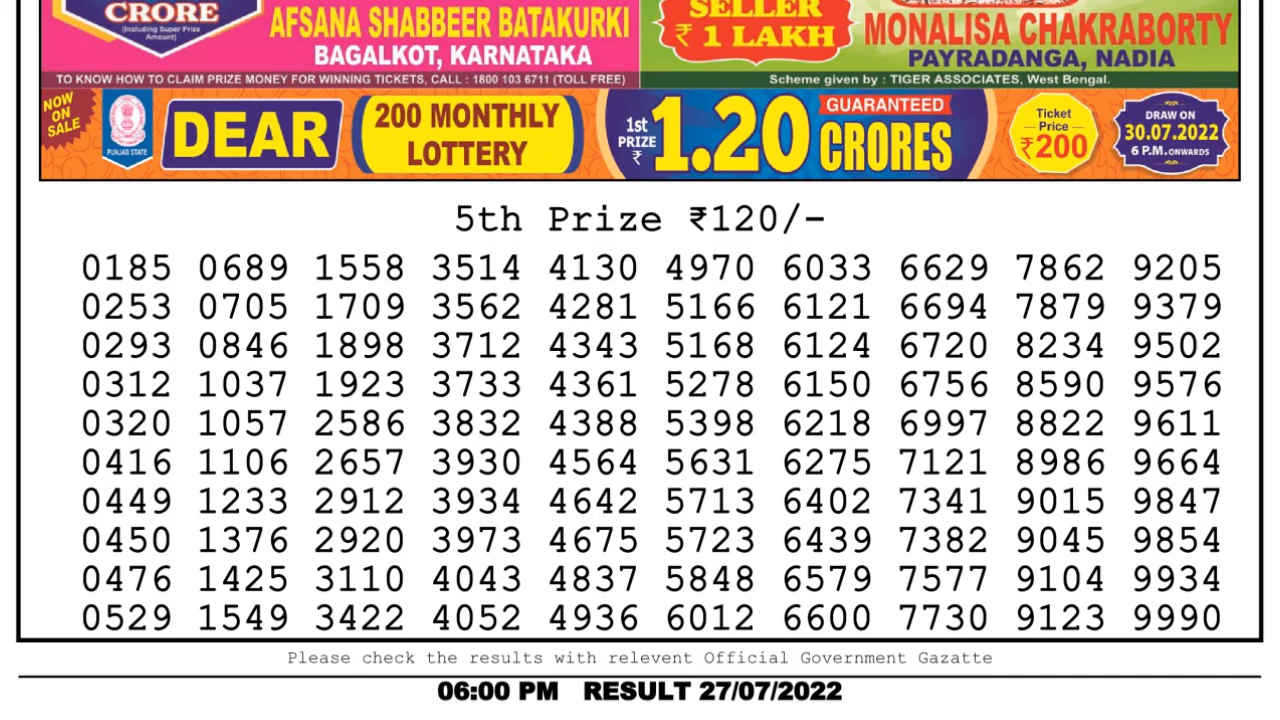 CRORE
(Including Super Prize Amount)
AFSANA SHABBEER BATAKURKI
BAGALKOT, KARNATAKA
SELLER
₹ 1 LAKH
MONALISA CHAKRABORTY
PAYRADANGA, NADIA
TO KNOW HOW TO CLAIM PRIZE MONEY FOR WINNING TICKETS, CALL : 1800 103 6711 (TOLL FREE)
Scheme given by : TIGER ASSOCIATES, West Bengal.
NOW ON SALE
PUNJAB STATE
DEAR
200 MONTHLY
LOTTERY
1st PRIZE ₹
1.20
GUARANTEED
CRORES
Ticket
Price
₹200
DRAW ON
30.07.2022
6 P.M. ONWARDS
5th Prize ₹120/-
0185 0689 1558 3514 4130 4970 6033 6629 7862 9205
0253 0705 1709 3562 4281 5166 6121 6694 7879 9379
0293 0846 1898 3712 4343 5168 6124 6720 8234 9502
0312 1037 1923 3733 4361 5278 6150 6756 8590 9576
0320 1057 2586 3832 4388 5398 6218 6997 8822 9611
0416 1106 2657 3930 4564 5631 6275 7121 8986 9664
0449 1233 2912 3934 4642 5713 6402 7341 9015 9847
0450 1376 2920 3973 4675 5723 6439 7382 9045 9854
0476 1425 3110 4043 4837 5848 6579 7577 9104 9934
0529 1549 3422 4052 4936 6012 6600 7730 9123 9990
Please check the results with relevent Official Government Gazatte
06:00 PM RESULT 27/07/2022